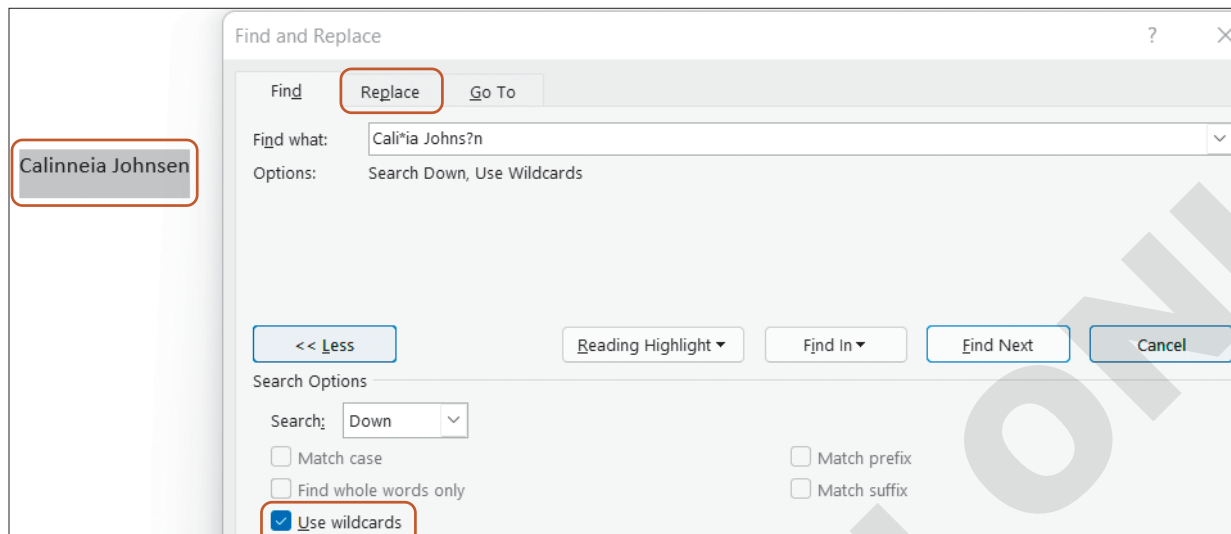 Find and Replace ?
Find Replace Go To
Find what: Cali*ia Johns?n
Calinneia Johnsen
Options: Search Down, Use Wildcards
<< Less Reading Highlight Find In Find Next Cancel
Search Options
Search: Down
Match case Match prefix
Find whole words only Match suffix
Use wildcards